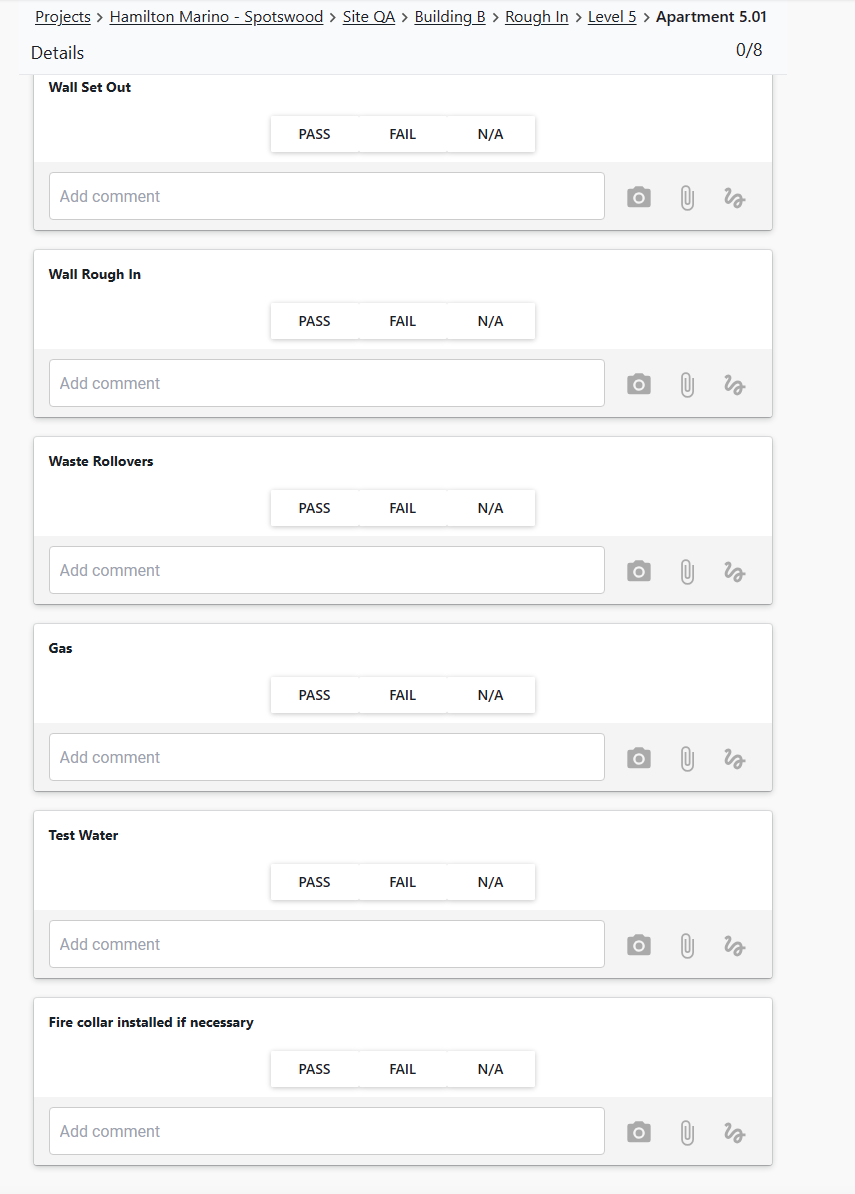 Projects > Hamilton Marino - Spotswood > Site QA > Building B > Rough In > Level 5 > Apartment 5.01
Details 0/8
Wall Set Out
PASS FAIL N/A
Add comment
Wall Rough In
PASS FAIL N/A
Add comment
Waste Rollovers
PASS FAIL N/A
Add comment
Gas
PASS FAIL N/A
Add comment
Test Water
PASS FAIL N/A
Add comment
Fire collar installed if necessary
PASS FAIL N/A
Add comment